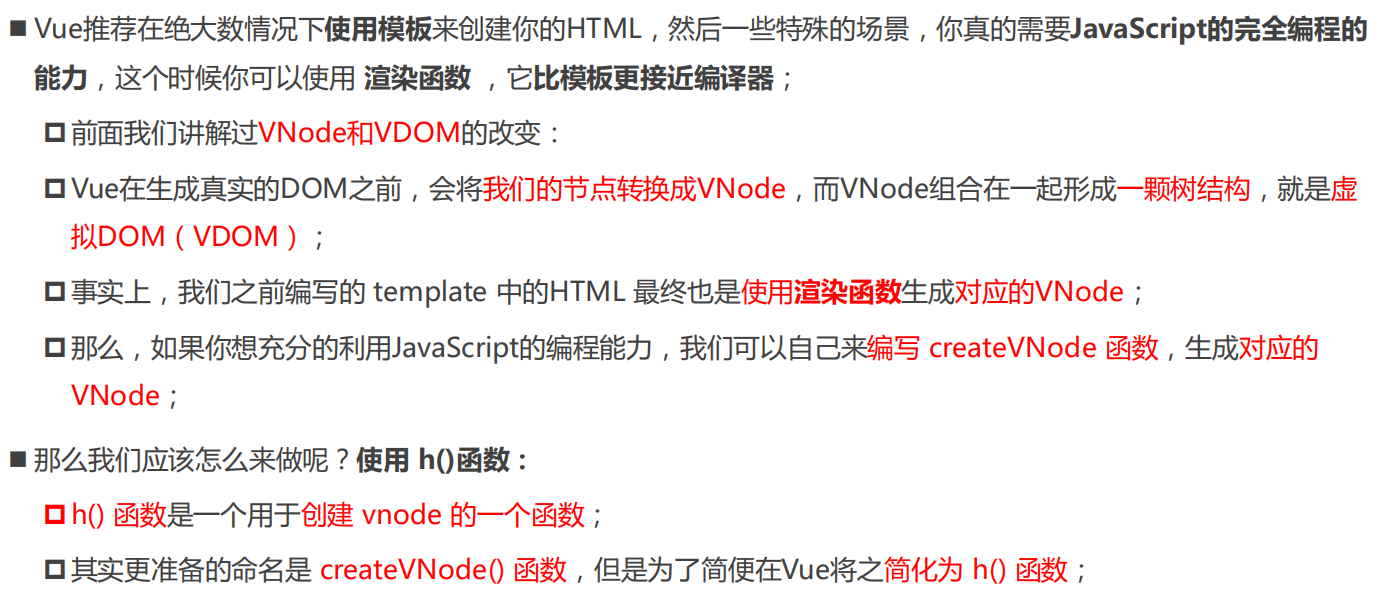 ■ Vue推荐在绝大数情况下使用模板来创建你的HTML，然后一些特殊的场景，你真的需要JavaScript的完全编程的
能力，这个时候你可以使用 渲染函数 ，它比模板更接近编译器；
前面我们讲解过VNode和VDOM的改变：
Vue在生成真实的DOM之前，会将我们的节点转换成VNode，而VNode组合在一起形成一颗树结构，就是虚
拟DOM（VDOM）；
事实上，我们之前编写的 template 中的HTML 最终也是使用渲染函数生成对应的VNode；
那么，如果你想充分的利用JavaScript的编程能力，我们可以自己来编写 createVNode 函数，生成对应的
VNode；
■ 那么我们应该怎么来做呢？使用 h()函数：
h() 函数是一个用于创建 vnode 的一个函数；
其实更准备的命名是 createVNode() 函数，但是为了简便在Vue将之简化为 h() 函数；